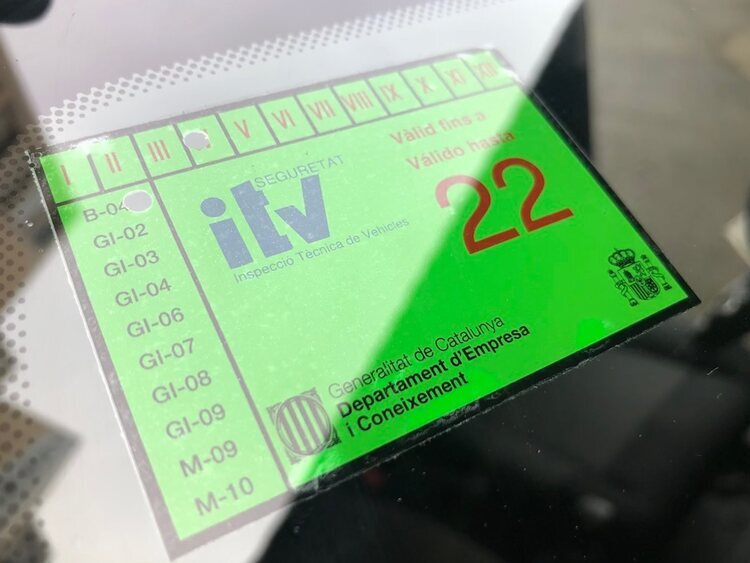 I II III V VI VII VIII IX X XI XII
Vàlid fins a
Válido hasta
22
SEGURETAT
itv
Inspecció Tècnica de Vehicles
GI-02
GI-03
GI-04
GI-06
GI-07
GI-08
GI-09
M-09
M-10
Generalitat de Catalunya
Departament d'Empresa
i Coneixement